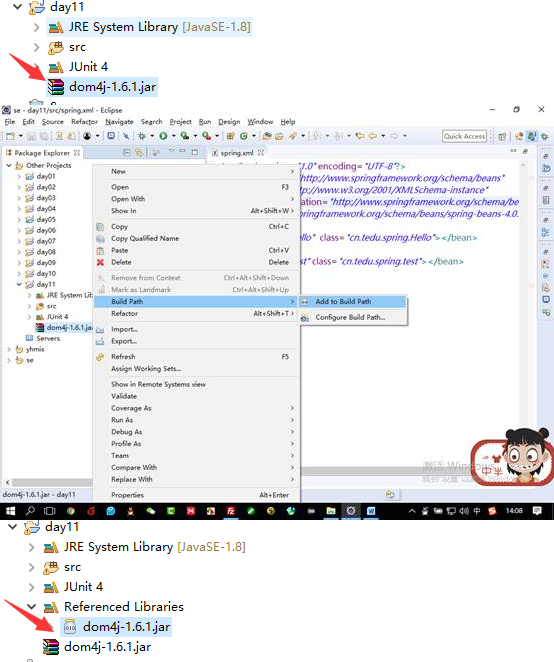 day11
JRE System Library [JavaSE-1.8]
src
JUnit 4
dom4j-1.6.1.jar
se - day11/src/spring.xml - Eclipse
File Edit Source Refactor Navigate Search Project Run Design Window Help
Quick Access
Package Explorer
spring.xml
Other Projects
day01
day02
day03
day04
day05
day06
day07
day08
day09
day10
day11
JRE System Lib
src
JUnit 4
dom4j-1.6.1.jar
Servers
yhmis
se
New
Open F3
Open With
Show In Alt+Shift+W
Copy Ctrl+C
Copy Qualified Name
Paste Ctrl+V
Delete Delete
Remove from Context Ctrl+Alt+Shift+Down
Mark as Landmark Ctrl+Alt+Shift+Up
Build Path
Refactor Alt+Shift+T
Import...
Export...
Refresh F5
Assign Working Sets...
Show in Remote Systems view
Validate
Coverage As
Run As
Debug As
Profile As
Team
Compare With
Replace With
Properties Alt+Enter
Add to Build Path
Configure Build Path...
1.0" encoding="UTF-8"?>
http://www.springframework.org/schema/beans"
tp://www.w3.org/2001/XMLSchema-instance"
ation="http://www.springframework.org/schema/be
springframework.org/schema/beans/spring-beans-4.0.
ello" class="cn.tedu.spring.Hello"></bean>
est" class="cn.tedu.spring.test"></bean>
激活 Windows
中半
dom4j-1.6.1.jar - day11
中
14:08
day11
JRE System Library [JavaSE-1.8]
src
JUnit 4
Referenced Libraries
dom4j-1.6.1.jar
dom4j-1.6.1.jar